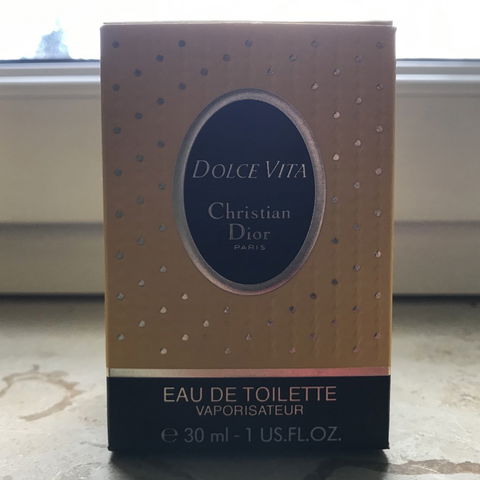 DOLCE VITA
Christian
Dior
PARIS
EAU DE TOILETTE
VAPORISATEUR
℮ 30 ml - 1 US.FL.OZ.